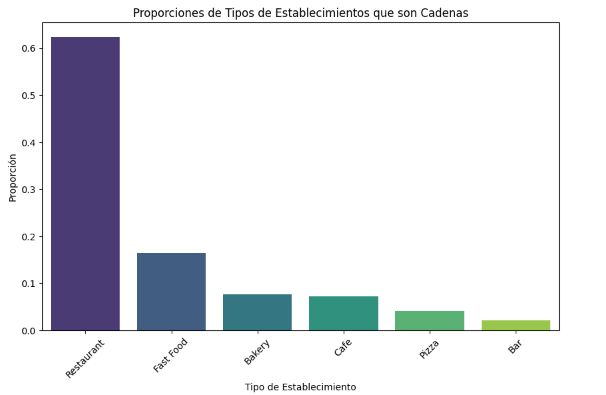 Proporciones de Tipos de Establecimientos que son Cadenas
0.6
0.5
0.4
0.3
0.2
0.1
0.0
Proporción
Restaurant
Fast Food
Bakery
Cafe
Pizza
Bar
Tipo de Establecimiento